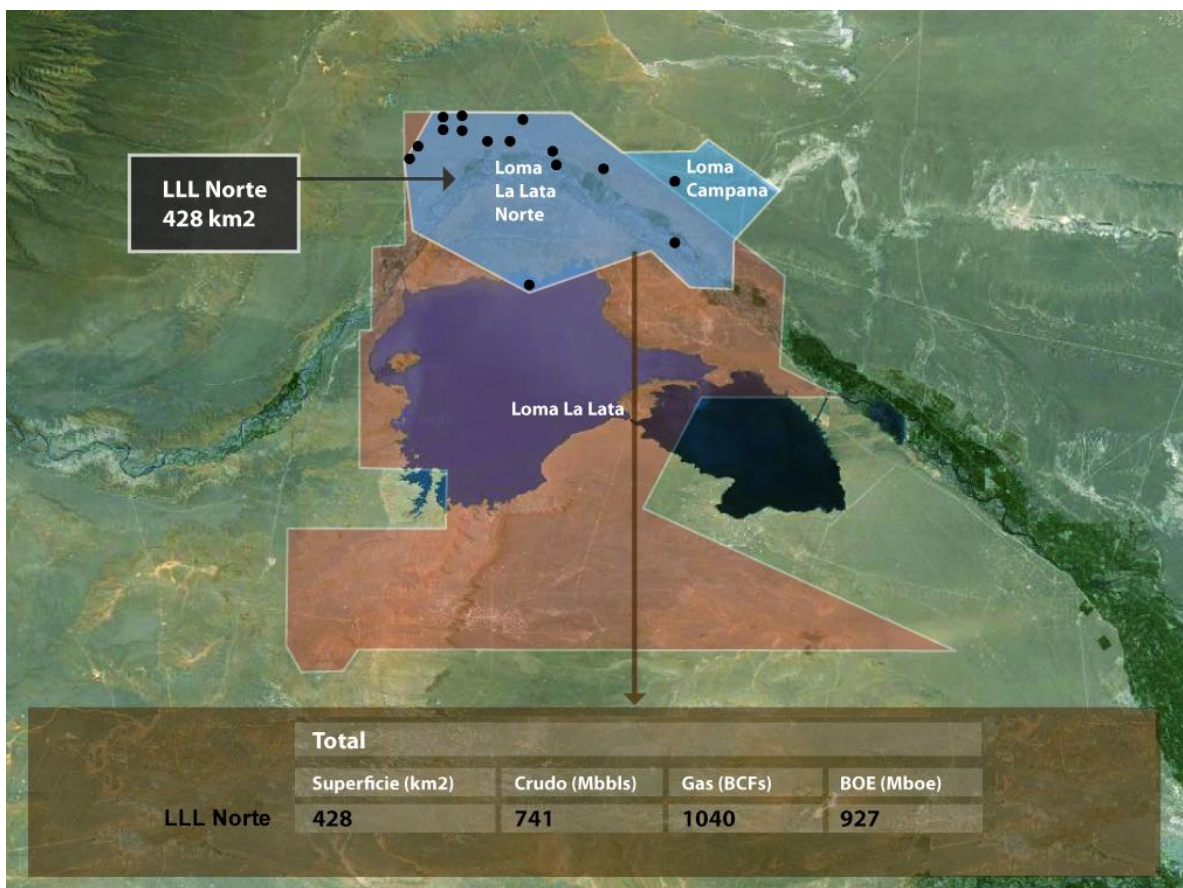 LLL Norte
428 km2
Loma
La Lata
Norte
Loma
Campana
Loma La Lata
Total
Superficie (km2) Crudo (Mbbls) Gas (BCFs) BOE (Mboe)
LLL Norte 428 741 1040 927